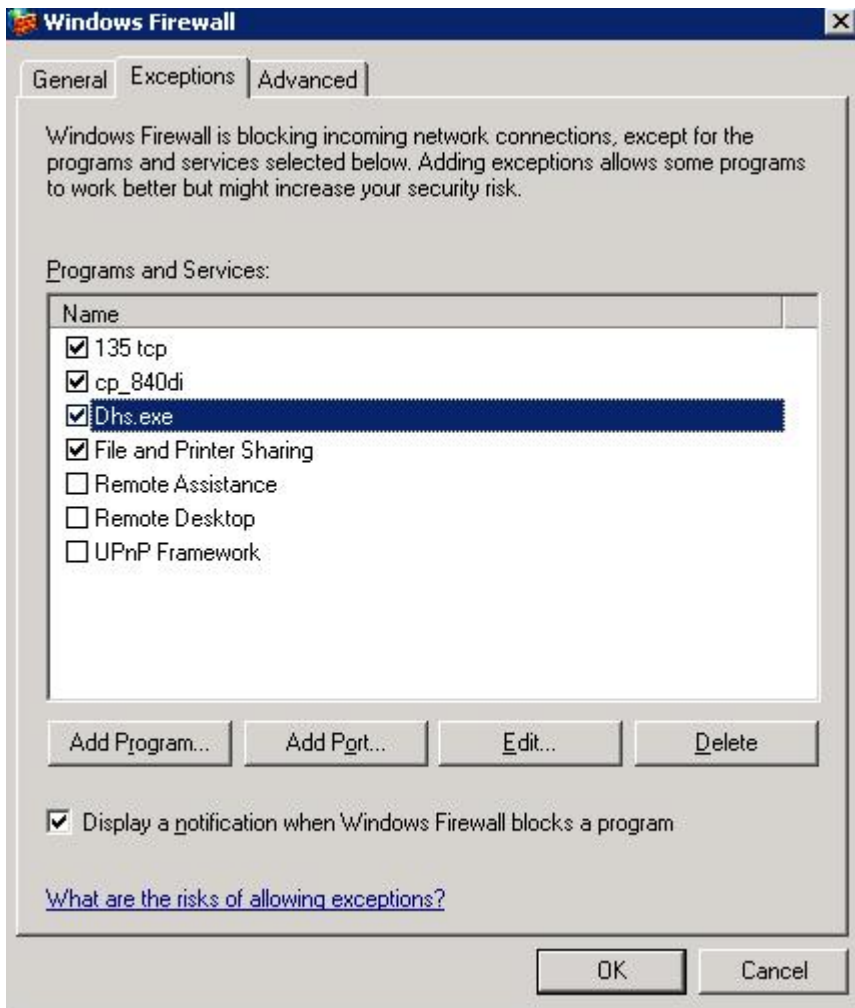 Windows Firewall
General
Exceptions
Advanced
Windows Firewall is blocking incoming network connections, except for the
programs and services selected below. Adding exceptions allows some programs
to work better but might increase your security risk.
Programs and Services:
Name
135 tcp
cp_840di
Dhs.exe
File and Printer Sharing
Remote Assistance
Remote Desktop
UPnP Framework
Add Program...
Add Port...
Edit...
Delete
Display a notification when Windows Firewall blocks a program
What are the risks of allowing exceptions?
OK
Cancel